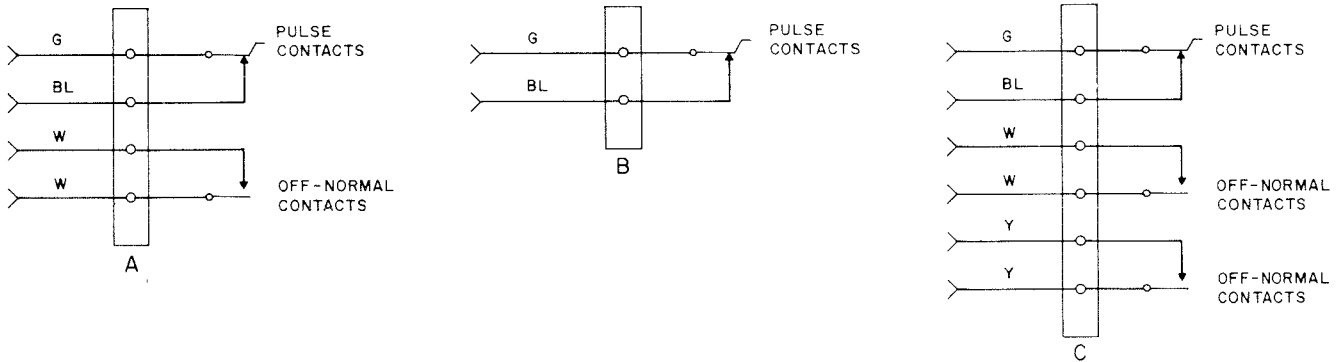 G
PULSE
CONTACTS
BL
W
W
OFF-NORMAL
CONTACTS
A
G
PULSE
CONTACTS
BL
B
G
PULSE
CONTACTS
BL
W
W
OFF-NORMAL
CONTACTS
Y
Y
OFF-NORMAL
CONTACTS
C